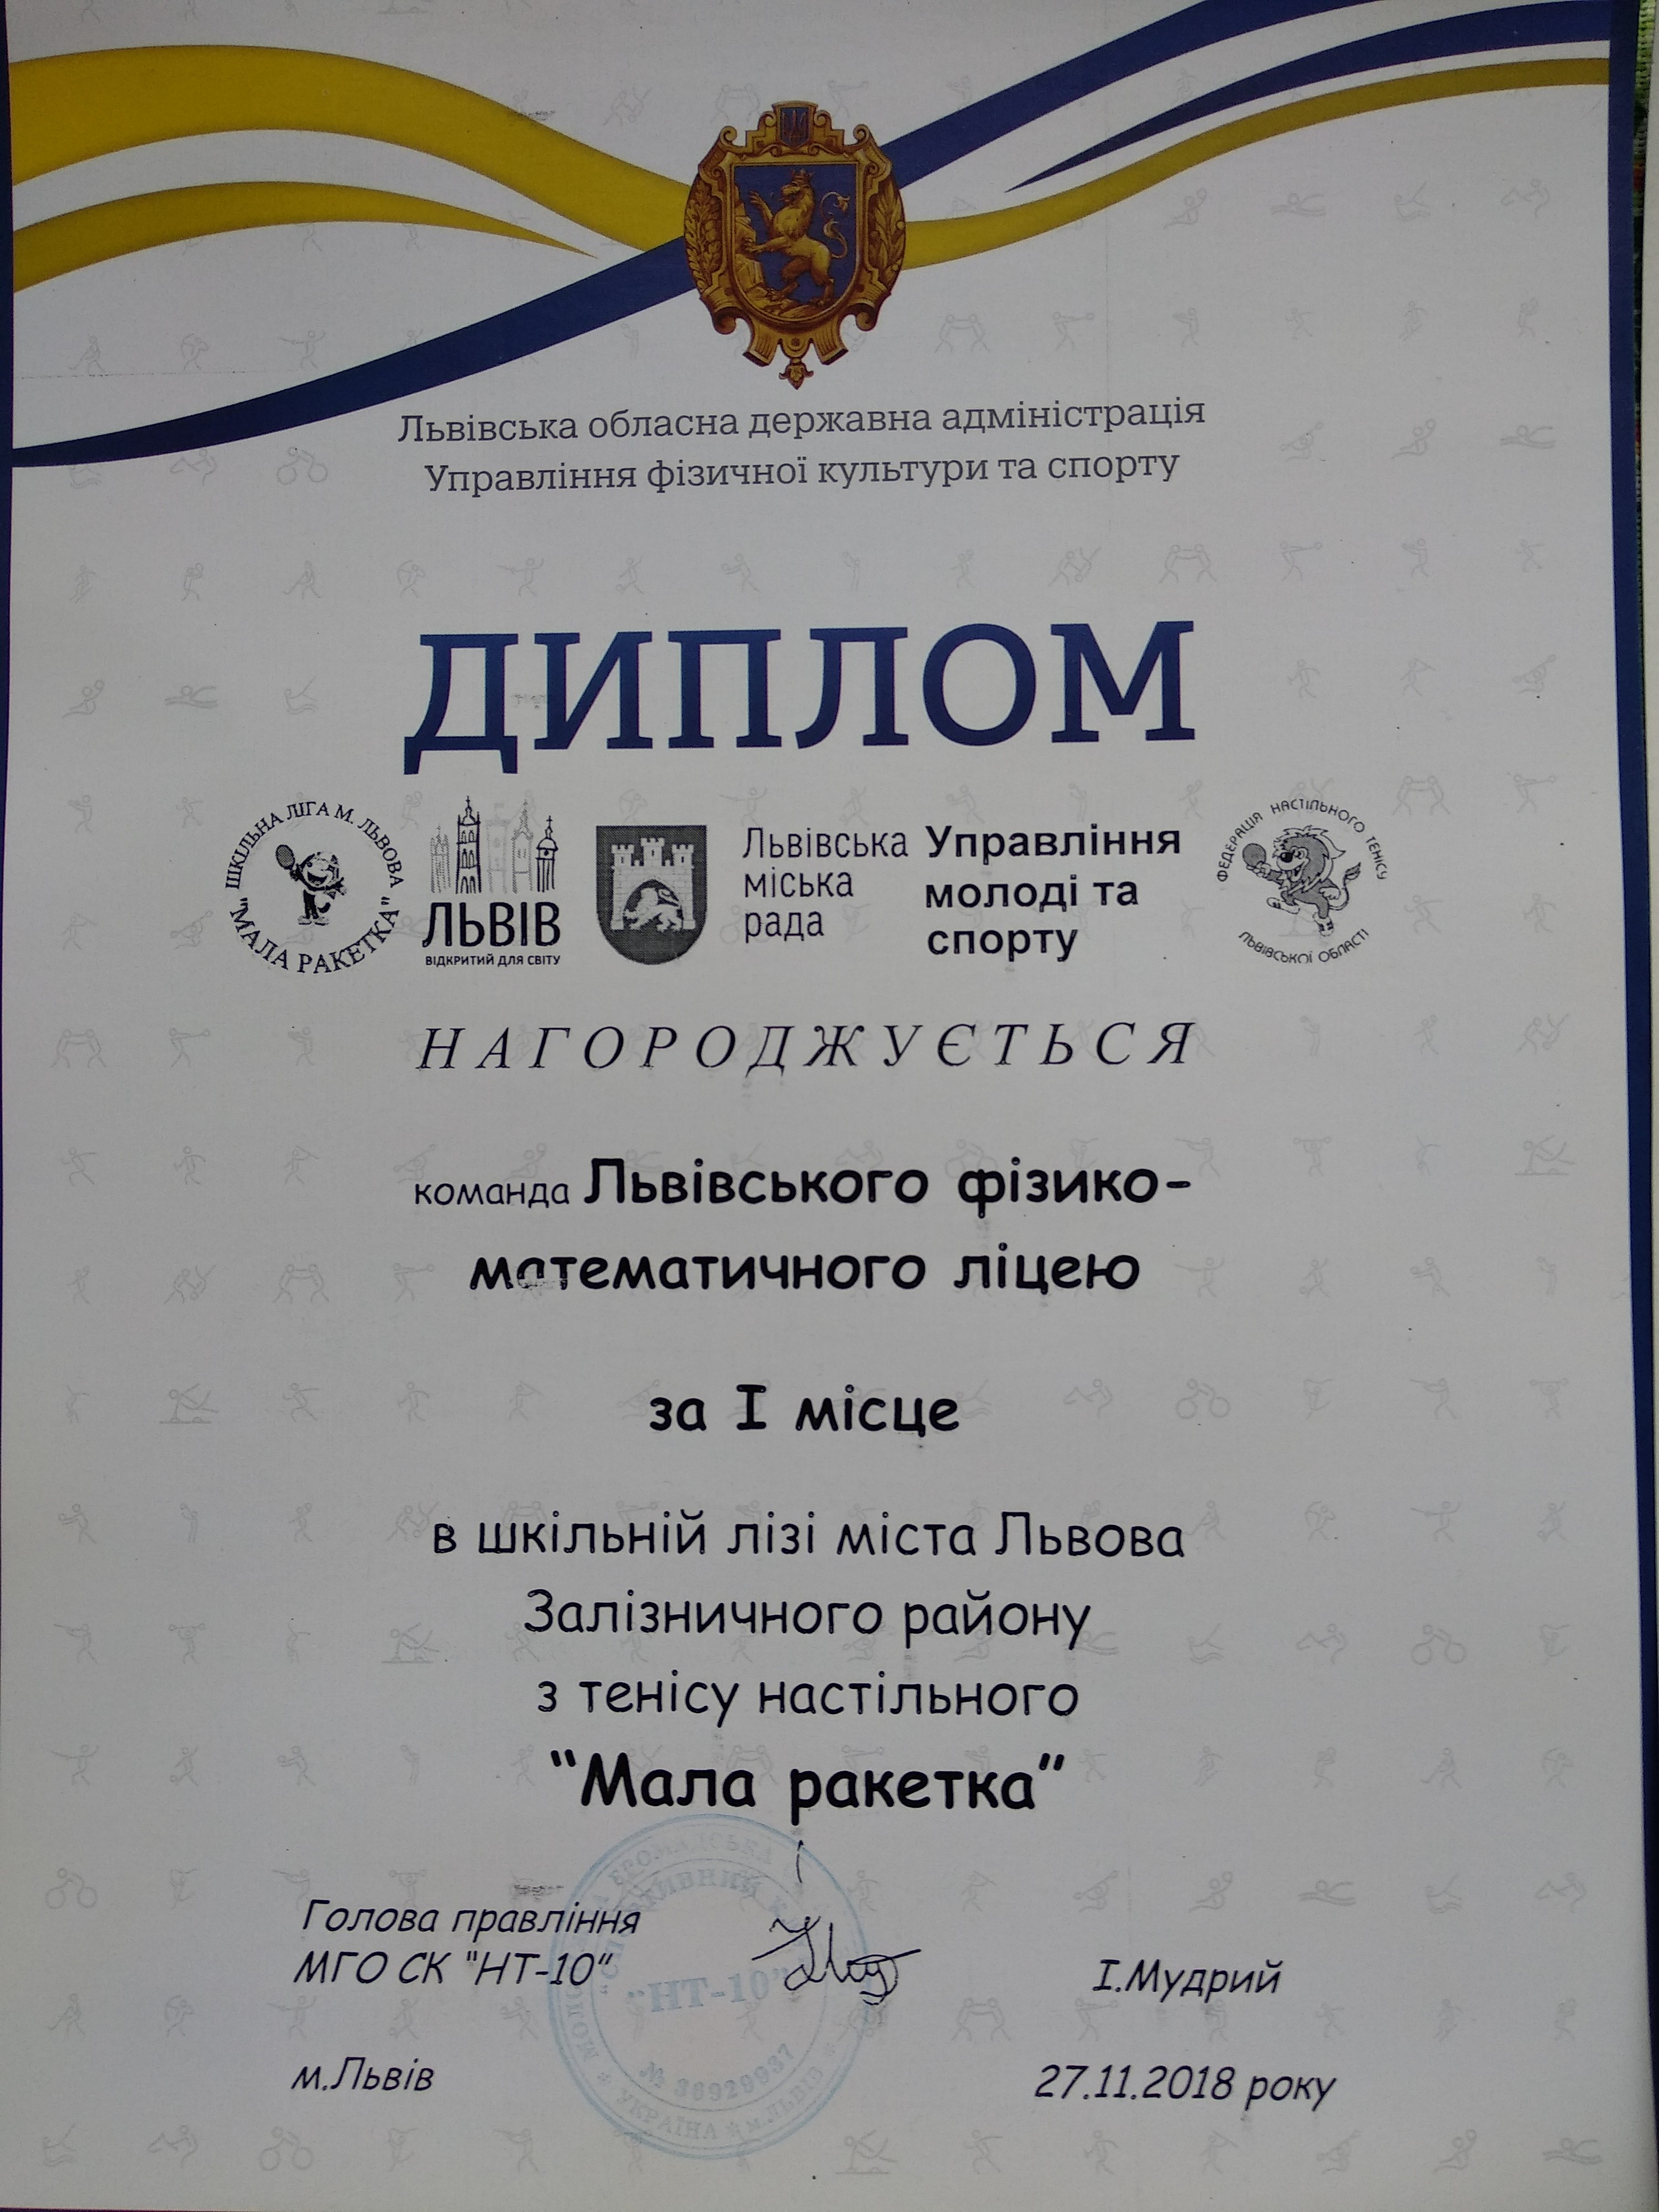 Львівська обласна державна адміністрація
Управління фізичної культури та спорту
ДИПЛОМ
ШКІЛЬНА ЛІГА М. ЛЬВОВА
"МАЛА РАКЕТКА"
ЛЬВІВ
ВІДКРИТИЙ ДЛЯ СВІТУ
Львівська
міська
рада
Управління
молоді та
спорту
ФЕДЕРАЦІЯ НАСТІЛЬНОГО ТЕНІСУ
ЛЬВІВСЬКОЇ ОБЛАСТІ
НАГОРОДЖУЄТЬСЯ
команда Львівського фізико-
математичного ліцею
за I місце
в шкільній лізі міста Львова
Залізничного району
з тенісу настільного
"Мала ракетка"
Голова правління
МГО СК "НТ-10"
І.Мудрий
м.Львів
27.11.2018 року
"НТ-10"
№ 36929937
УКРАЇНА * м.ЛЬВІВ *